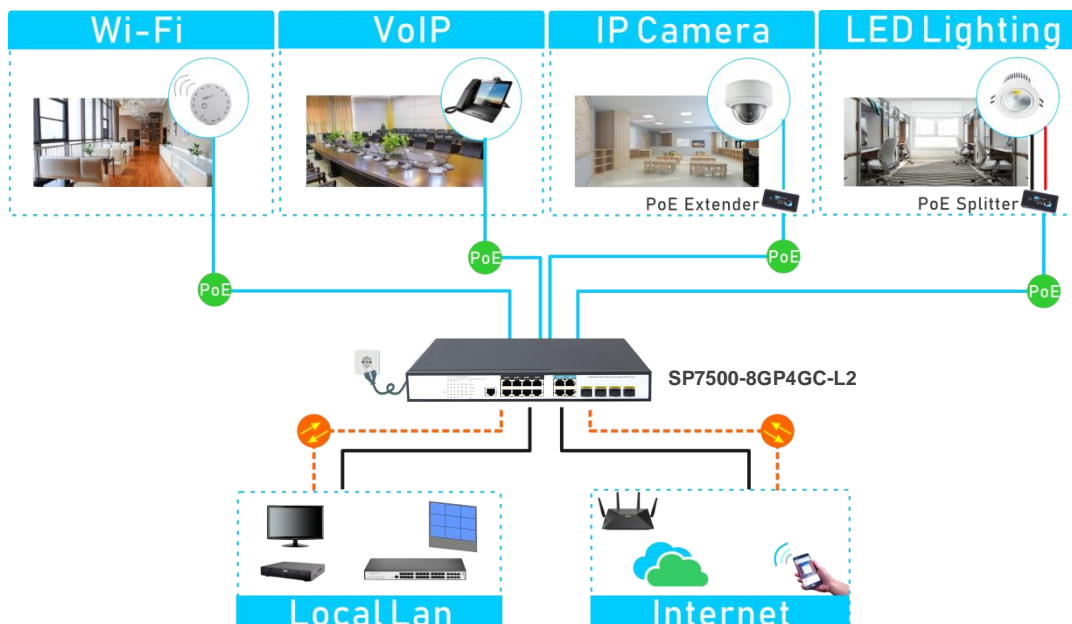 Wi-Fi
VoIP
IP Camera
LED Lighting
PoE Extender
PoE Splitter
PoE
PoE
PoE
PoE
SP7500-8GP4GC-L2
Local Lan
Internet